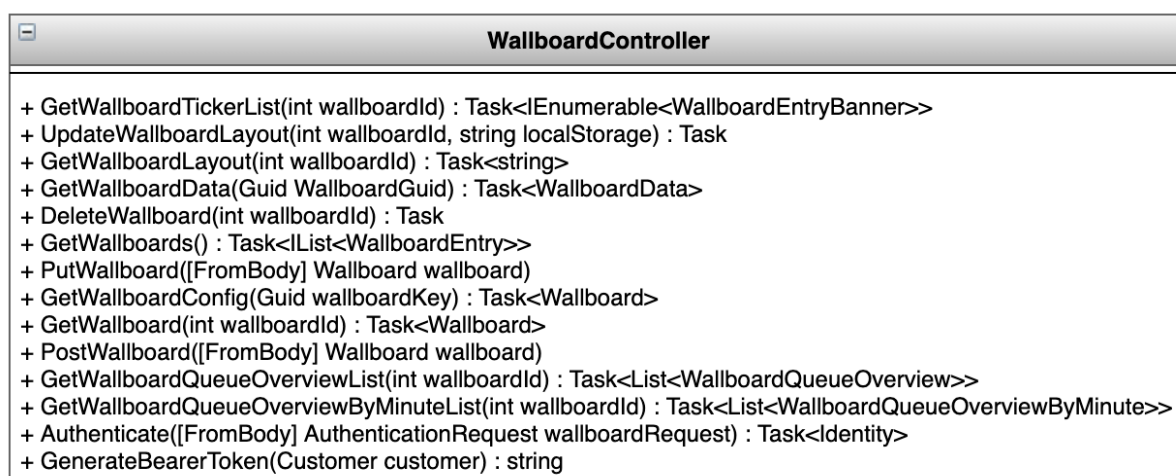 WallboardController
+ GetWallboardTickerList(int wallboardId) : Task<IEnumerable<WallboardEntryBanner>>
+ UpdateWallboardLayout(int wallboardId, string localStorage) : Task
+ GetWallboardLayout(int wallboardId) : Task<string>
+ GetWallboardData(Guid WallboardGuid) : Task<WallboardData>
+ DeleteWallboard(int wallboardId) : Task
+ GetWallboards() : Task<IList<WallboardEntry>>
+ PutWallboard([FromBody] Wallboard wallboard)
+ GetWallboardConfig(Guid wallboardKey) : Task<Wallboard>
+ GetWallboard(int wallboardId) : Task<Wallboard>
+ PostWallboard([FromBody] Wallboard wallboard)
+ GetWallboardQueueOverviewList(int wallboardId) : Task<List<WallboardQueueOverview>>
+ GetWallboardQueueOverviewByMinuteList(int wallboardId) : Task<List<WallboardQueueOverviewByMinute>>
+ Authenticate([FromBody] AuthenticationRequest wallboardRequest) : Task<Identity>
+ GenerateBearerToken(Customer customer) : string